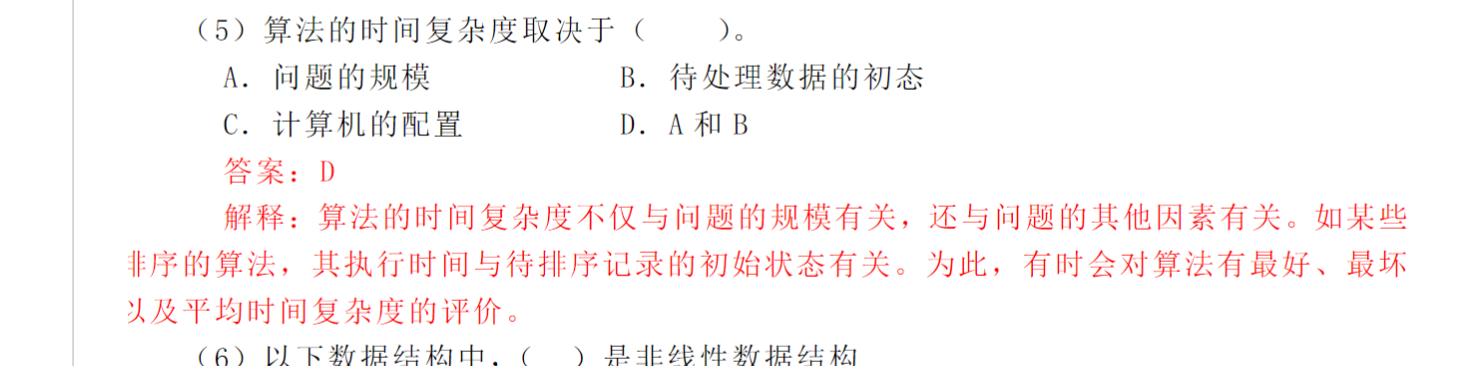 （5）算法的时间复杂度取决于（    ）。
A．问题的规模    B．待处理数据的初态
C．计算机的配置    D．A和B
答案：D
解释：算法的时间复杂度不仅与问题的规模有关，还与问题的其他因素有关。如某些
排序的算法，其执行时间与待排序记录的初始状态有关。为此，有时会对算法有最好、最坏
以及平均时间复杂度的评价。
（6）以下数据结构中，（  ）是非线性数据结构